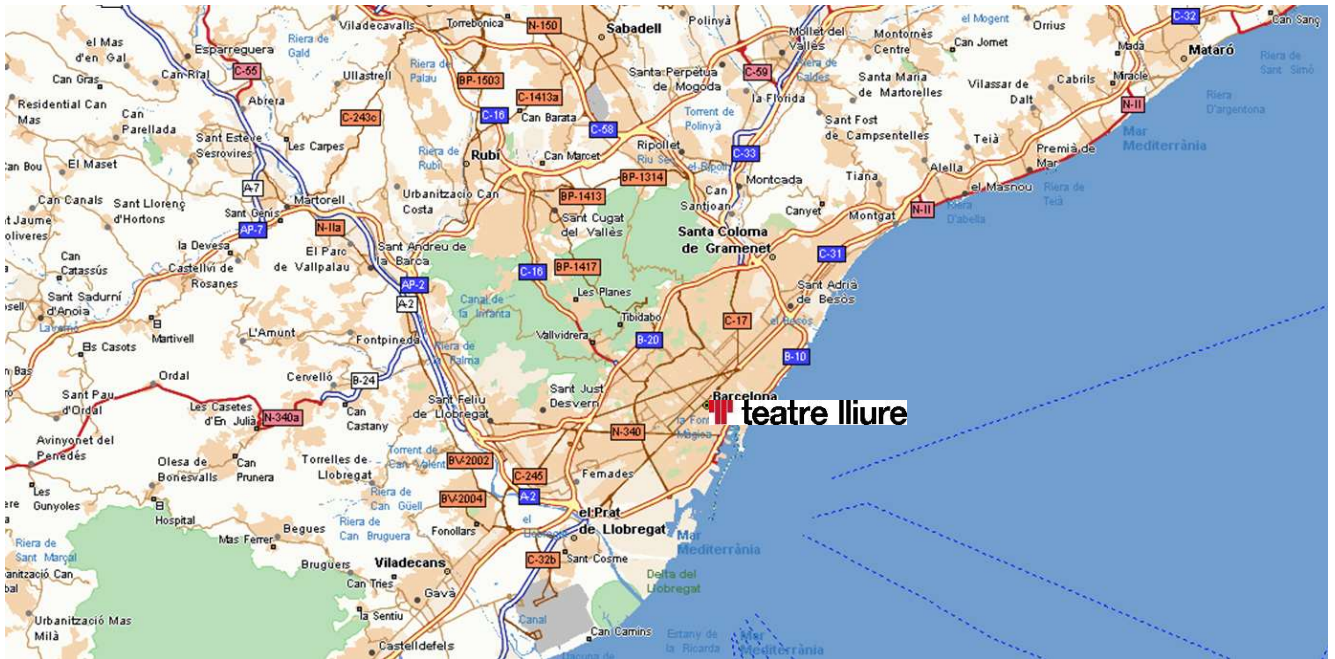 Viladecavalls
Torrebonica
N-150
Sabadell
Polinyà
el Mogent
Orrius
C-32
Can Sanç
el Mas
d'en Gal
Esparreguera
Riera de
Gald
Mollet del
Vallès
Montornès
Centre
Can Jornet
Mataró
Can Gras
Can Rial
C-55
Ullastrell
Riera de
Palau
BP-1503
Santa Perpètua
de Mogoda
C-59
Riera de
Caldes
Santa Maria
de Martorelles
Vilassar de
Dalt
Cabrils
Miracle
Riera de
Sant Simó
Residential Can
Mas
Abrera
C-1413a
la Florida
N-II
Riera
D'argentona
Can
Parellada
C-243c
C-16
Can Barata
C-58
Torrent de
Polinyà
Sant Fost
de Campsentelles
Teià
Mar
Mediterrània
Sant Esteve
Sesrovires
Les Carpes
Riera de
Rubí
Rubí
Can Marcet
Ripollet
C-33
Alella
Premià de
Mar
Can Bou
El Maset
A-7
BP-1314
Montcada
Tiana
el Masnou
Riera de
Teià
Can Canals
Sant Llorenç
d'Hortons
Martorell
Urbanització Can
Costa
BP-1413
Can
Santjoan
Canyet
N-II
Riera
D'abella
Sant Genís
Sant Cugat
del Vallès
Montgat
AP-7
N-IIa
Santa Coloma
de Gramenet
la Devesa
El Parc
de Vallpalau
Sant Andreu de
la Barca
C-31
Can
Catassús
Castellví de
Rosanes
C-16
BP-1417
AP-2
Sant Adrià
de Besòs
Sant Sadurní
d'Anoia
A-2
Canal de
la Infanta
Les Planes
Martivell
L'Amunt
Fontpineda
Tibidabo
C-17
el Besòs
Els Casots
Riera de
la Palma
Vallvidrera
B-20
B-10
Ordal
Cervelló
B-24
Sant Just
Desvern
Sant Pau
d'Ordal
Les Casetes
d'En Julià
N-340a
Can
Castany
Sant Feliu
de Llobregat
Barcelona
teatre lliure
la Font
Màgica
N-340
Avinyonet del
Penedés
Olesa de
Bonesvalls
Can
Prunera
Torrelles de
Llobregat
Torrent de
Can Valent
BV-2002
C-245
Femades
Les
Gunyoles
Riera de
Can Güell
BV-2004
A-2
Hospital
Begues
Riera de
Can Bruguera
Fonollars
el Prat
de Llobregat
Mas Ferrer
Mar
Mediterrània
Riera de
Sant Marçal
Bruguers
Viladecans
C-32b
Sant Cosme
Can Tries
Gavà
Delta del
Llobregat
Urbanització Mas
Milà
la Sentiu
Canal
Can Camins
Estany de
la Ricarda
Mar
Mediterrània
Castelldefels